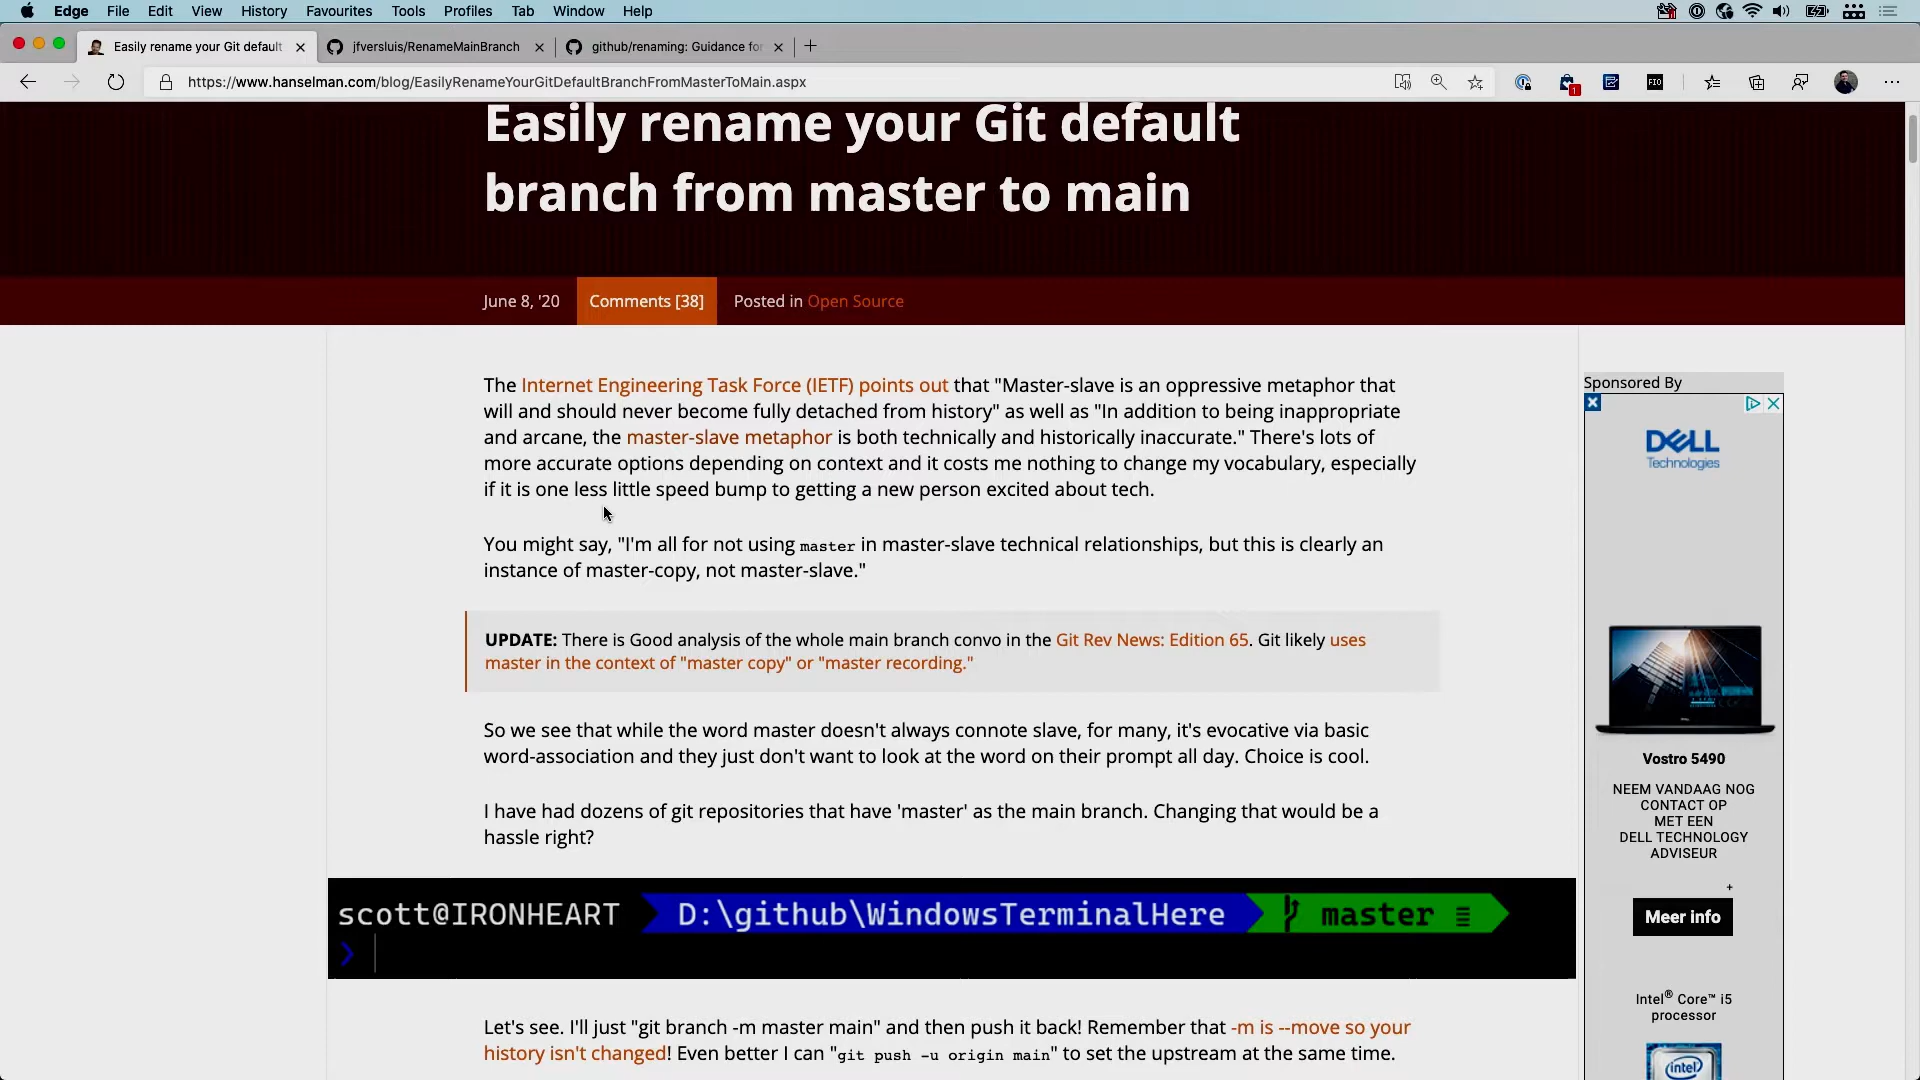 Edge File Edit View History Favourites Tools Profiles Tab Window Help
Easily rename your Git default
jfversluis/RenameMainBranch
github/renaming: Guidance for
https://www.hanselman.com/blog/EasilyRenameYourGitDefaultBranchFromMasterToMain.aspx
1
FIO
Easily rename your Git default
branch from master to main
June 8, '20
Comments [38]
Posted in Open Source
The Internet Engineering Task Force (IETF) points out that "Master-slave is an oppressive metaphor that
will and should never become fully detached from history" as well as "In addition to being inappropriate
and arcane, the master-slave metaphor is both technically and historically inaccurate." There's lots of
more accurate options depending on context and it costs me nothing to change my vocabulary, especially
if it is one less little speed bump to getting a new person excited about tech.
You might say, "I'm all for not using master in master-slave technical relationships, but this is clearly an
instance of master-copy, not master-slave."
UPDATE: There is Good analysis of the whole main branch convo in the Git Rev News: Edition 65. Git likely uses
master in the context of "master copy" or "master recording."
So we see that while the word master doesn't always connote slave, for many, it's evocative via basic
word-association and they just don't want to look at the word on their prompt all day. Choice is cool.
I have had dozens of git repositories that have 'master' as the main branch. Changing that would be a
hassle right?
scott@IRONHEART D:\github\WindowsTerminalHere master ≡
❯
Let's see. I'll just "git branch -m master main" and then push it back! Remember that -m is --move so your
history isn't changed! Even better I can "git push -u origin main" to set the upstream at the same time.
Sponsored By
DELL
Technologies
Vostro 5490
NEEM VANDAAG NOG
CONTACT OP
MET EEN
DELL TECHNOLOGY
ADVISEUR
+
Meer info
Intel® Core™ i5
processor
intel